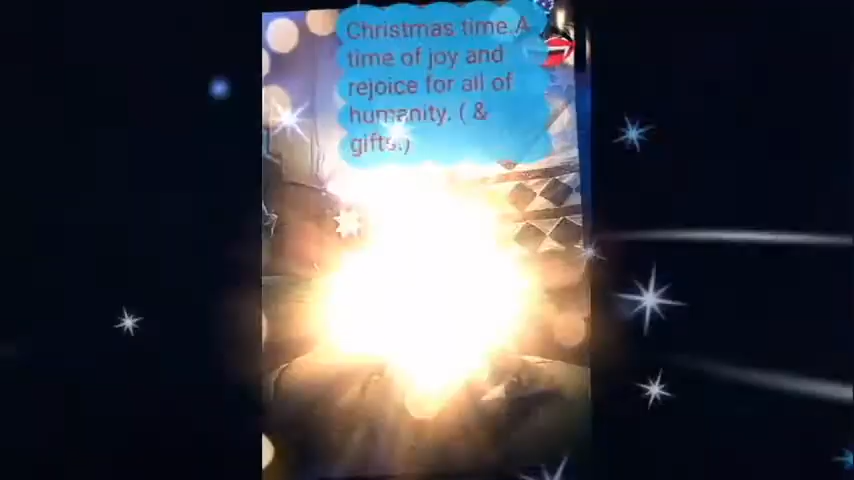 Christmas time.A
time of joy and
rejoice for all of
humanity. ( &
gifts!)